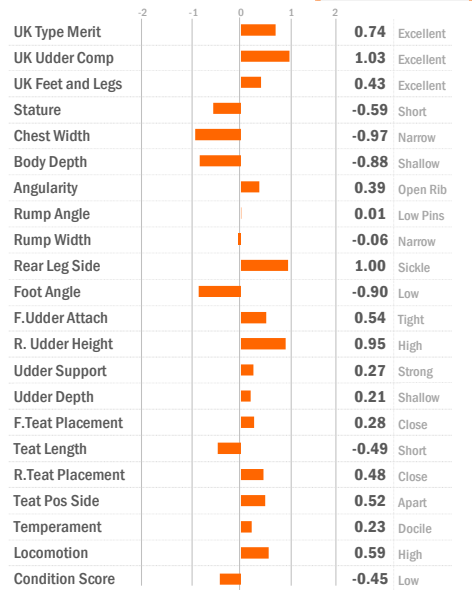 -2 -1 0 1 2
UK Type Merit 0.74 Excellent
UK Udder Comp 1.03 Excellent
UK Feet and Legs 0.43 Excellent
Stature -0.59 Short
Chest Width -0.97 Narrow
Body Depth -0.88 Shallow
Angularity 0.39 Open Rib
Rump Angle 0.01 Low Pins
Rump Width -0.06 Narrow
Rear Leg Side 1.00 Sickle
Foot Angle -0.90 Low
F.Udder Attach 0.54 Tight
R. Udder Height 0.95 High
Udder Support 0.27 Strong
Udder Depth 0.21 Shallow
F.Teat Placement 0.28 Close
Teat Length -0.49 Short
R.Teat Placement 0.48 Close
Teat Pos Side 0.52 Apart
Temperament 0.23 Docile
Locomotion 0.59 High
Condition Score -0.45 Low